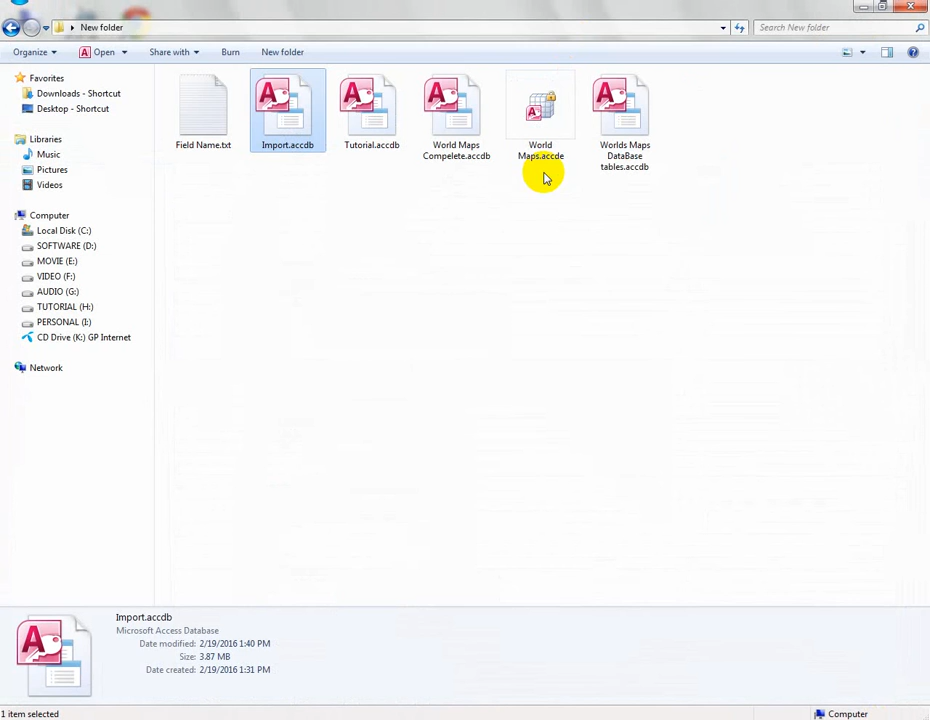 New folder
Search New folder
Organize
Open
Share with
Burn
New folder
Favorites
Downloads - Shortcut
Desktop - Shortcut
Libraries
Music
Pictures
Videos
Computer
Local Disk (C:)
SOFTWARE (D:)
MOVIE (E:)
VIDEO (F:)
AUDIO (G:)
TUTORIAL (H:)
PERSONAL (I:)
CD Drive (K:) GP Internet
Network
Field Name.txt
Import.accdb
Tutorial.accdb
World Maps
Compelete.accdb
World
Maps.accde
Worlds Maps
DataBase
tables.accdb
Import.accdb
Microsoft Access Database
Date modified: 2/19/2016 1:40 PM
Size: 3.87 MB
Date created: 2/19/2016 1:31 PM
1 item selected
Computer